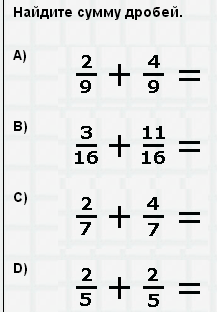 Найдите сумму дробей.
A) 2/9 + 4/9 =
B) 3/16 + 11/16 =
C) 2/7 + 4/7 =
D) 2/5 + 2/5 =